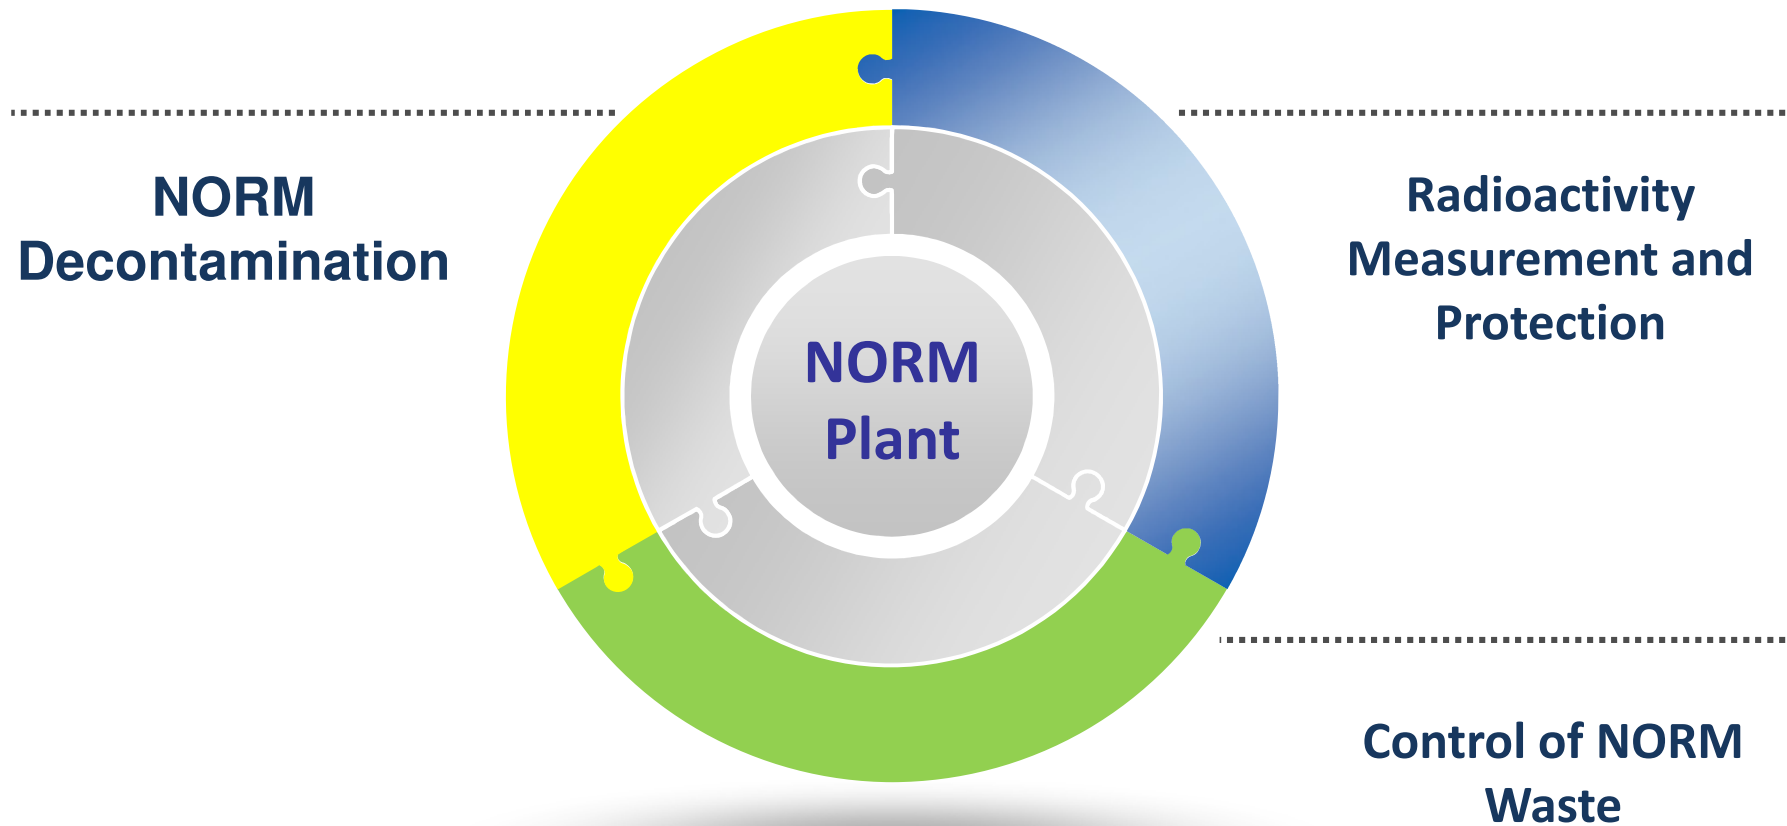 NORM
Decontamination
Radioactivity
Measurement and
Protection
NORM
Plant
Control of NORM
Waste